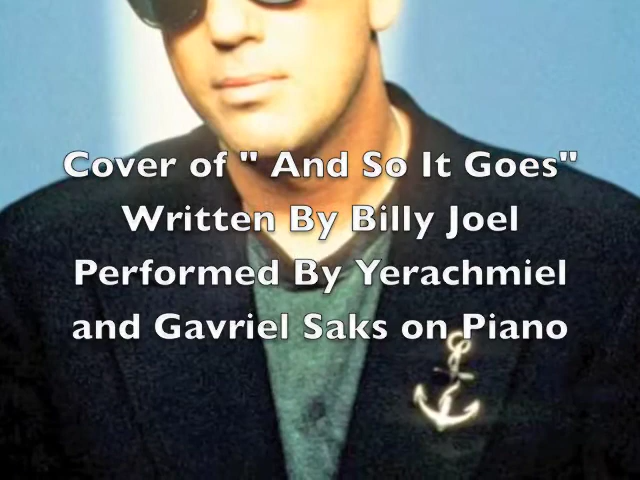 Cover of " And So It Goes"
Written By Billy Joel
Performed By Yerachmiel
and Gavriel Saks on Piano